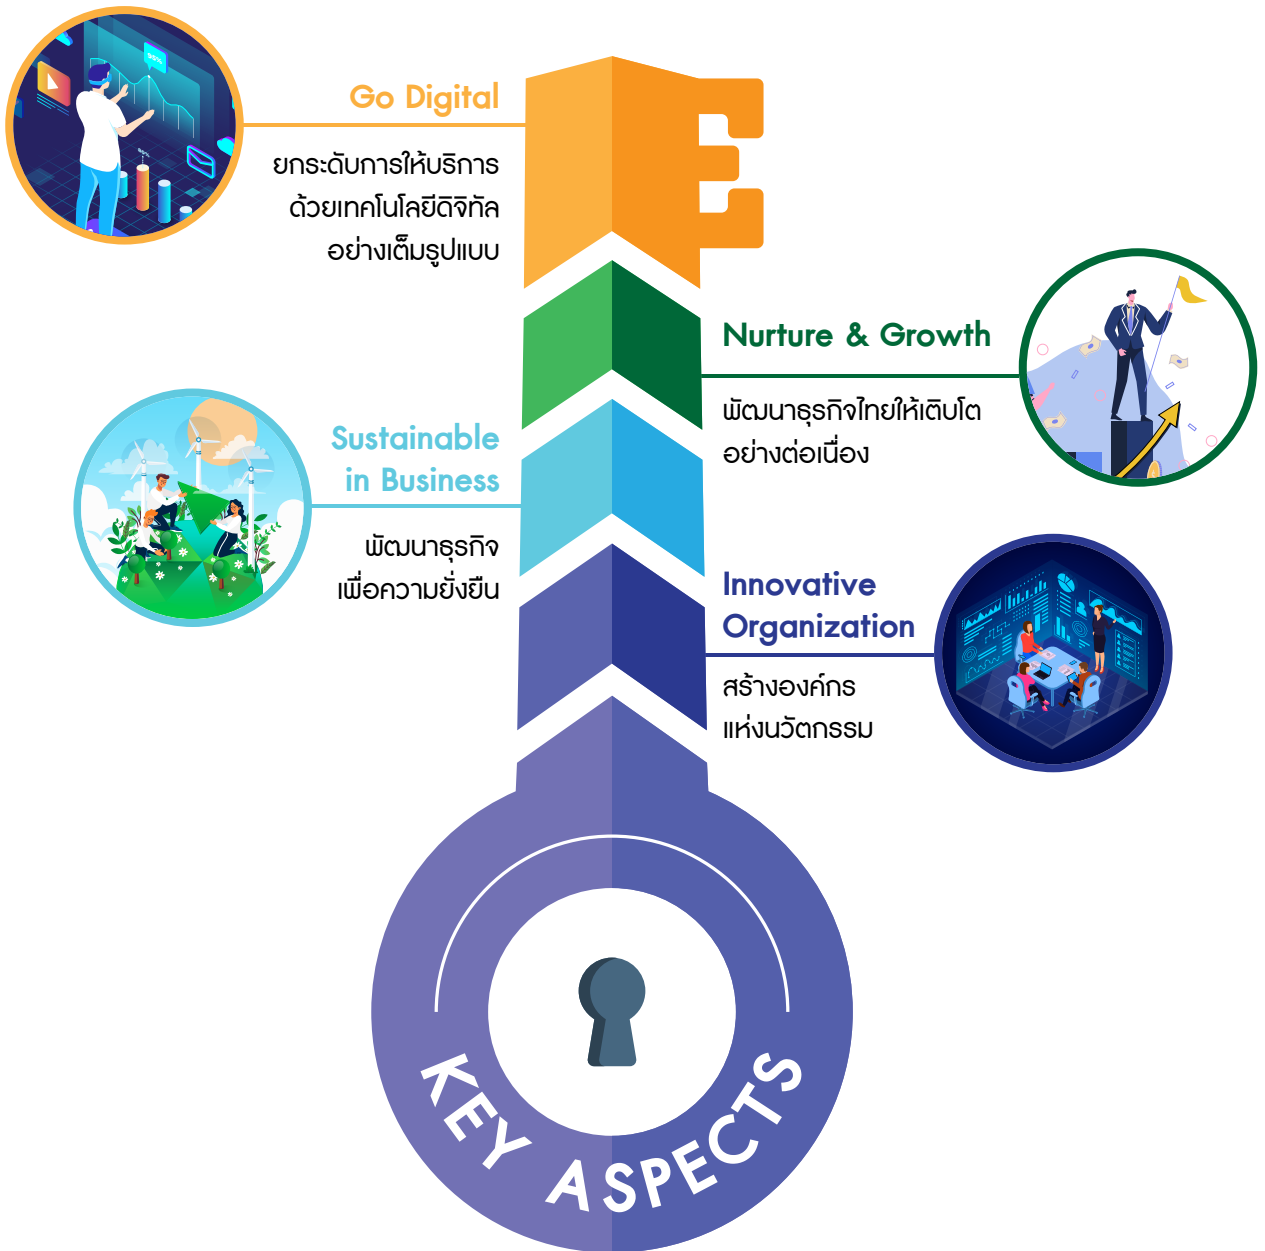 Go Digital
ยกระดับการให้บริการ
ด้วยเทคโนโลยีดิจิทัล
อย่างเต็มรูปแบบ
Nurture & Growth
พัฒนาธุรกิจไทยให้เติบโต
อย่างต่อเนื่อง
Sustainable
in Business
พัฒนาธุรกิจ
เพื่อความยั่งยืน
Innovative
Organization
สร้างองค์กร
แห่งนวัตกรรม
KEY ASPECTS